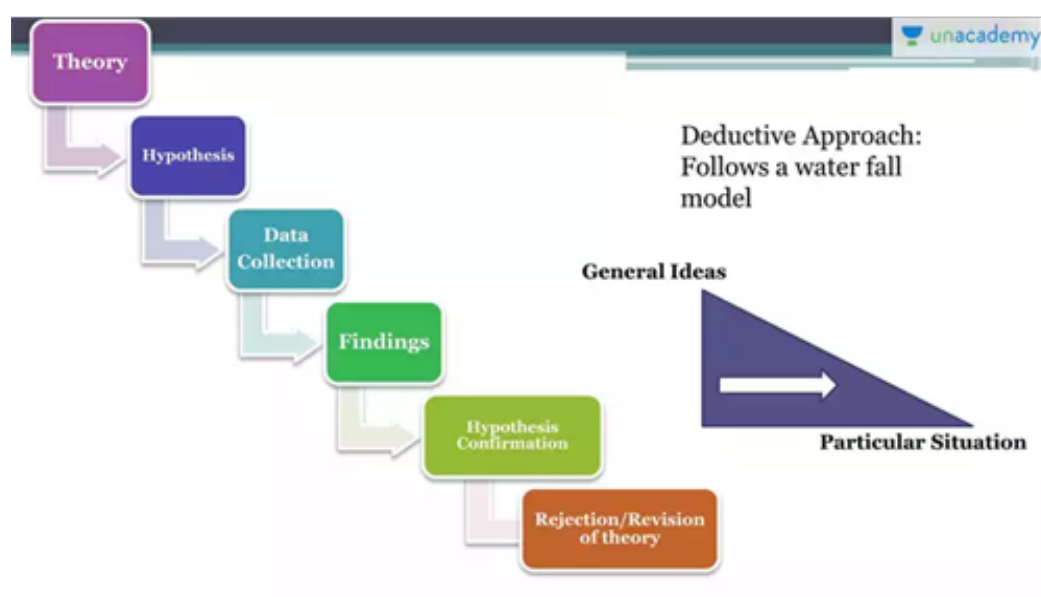 unacademy
Theory
Hypothesis
Data
Collection
Findings
Hypothesis
Confirmation
Rejection/Revision
of theory
Deductive Approach:
Follows a water fall
model
General Ideas
Particular Situation